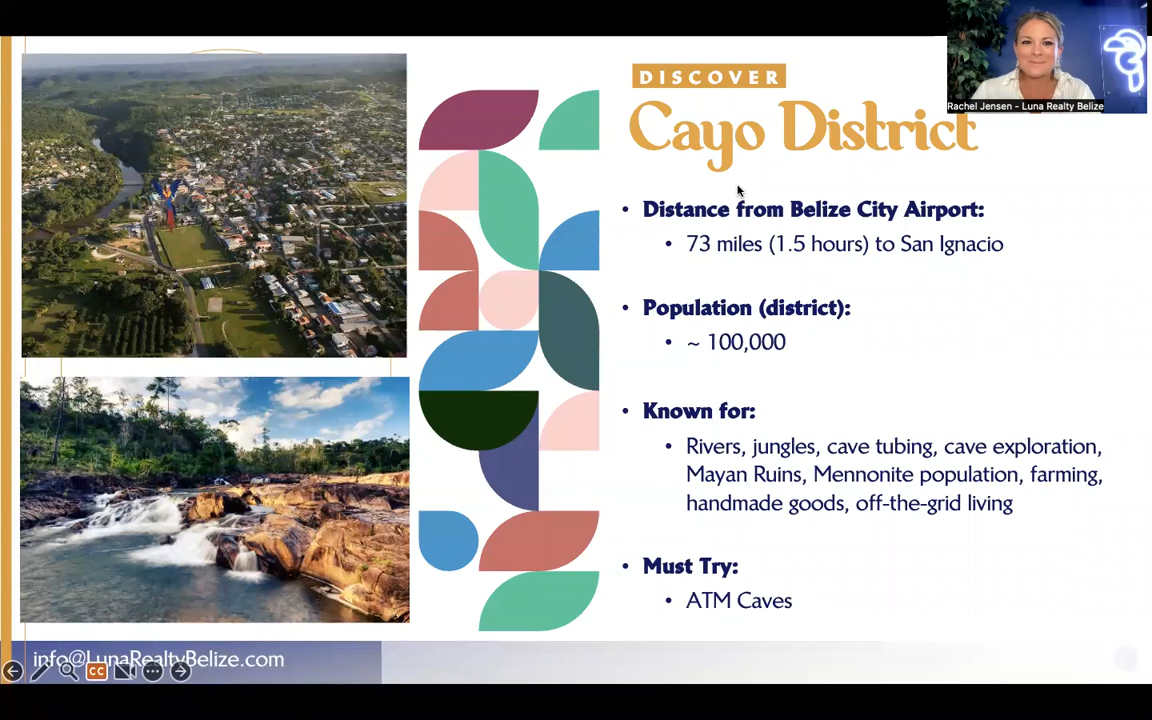 DISCOVER
Cayo District
Rachel Jensen - Luna Realty Belize
• Distance from Belize City Airport:
• 73 miles (1.5 hours) to San Ignacio
• Population (district):
• ~ 100,000
• Known for:
• Rivers, jungles, cave tubing, cave exploration,
Mayan Ruins, Mennonite population, farming,
handmade goods, off-the-grid living
• Must Try:
• ATM Caves
info@LunaRealtyBelize.com
CC